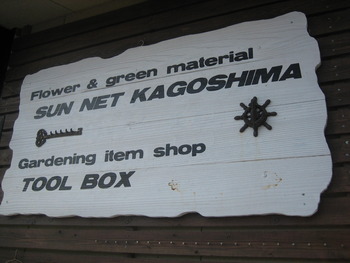 Flower & green material
SUN NET KAGOSHIMA
Gardening item shop
TOOL BOX